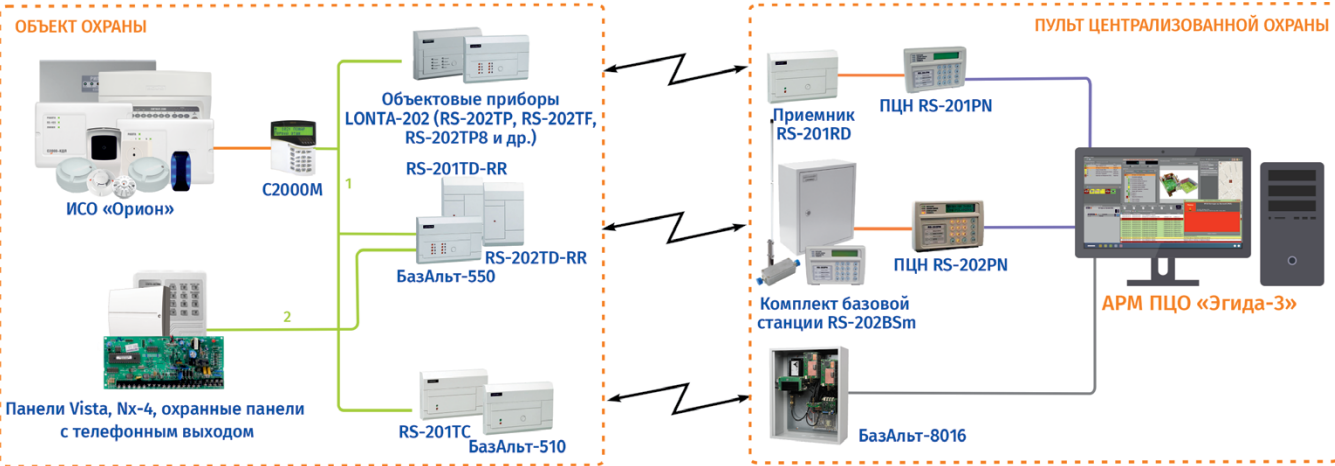 ОБЪЕКТ ОХРАНЫ
ИСО «Орион»
С2000М
Объектовые приборы
LONTA-202 (RS-202TP, RS-202TF,
RS-202TP8 и др.)
1
RS-201TD-RR
RS-202TD-RR
БазАльт-550
2
Панели Vista, Nx-4, охранные панели
с телефонным выходом
RS-201TC
БазАльт-510
ПУЛЬТ ЦЕНТРАЛИЗОВАННОЙ ОХРАНЫ
Приемник
RS-201RD
ПЦН RS-201PN
ПЦН RS-202PN
Комплект базовой
станции RS-202BSm
АРМ ПЦО «Эгида-3»
БазАльт-8016